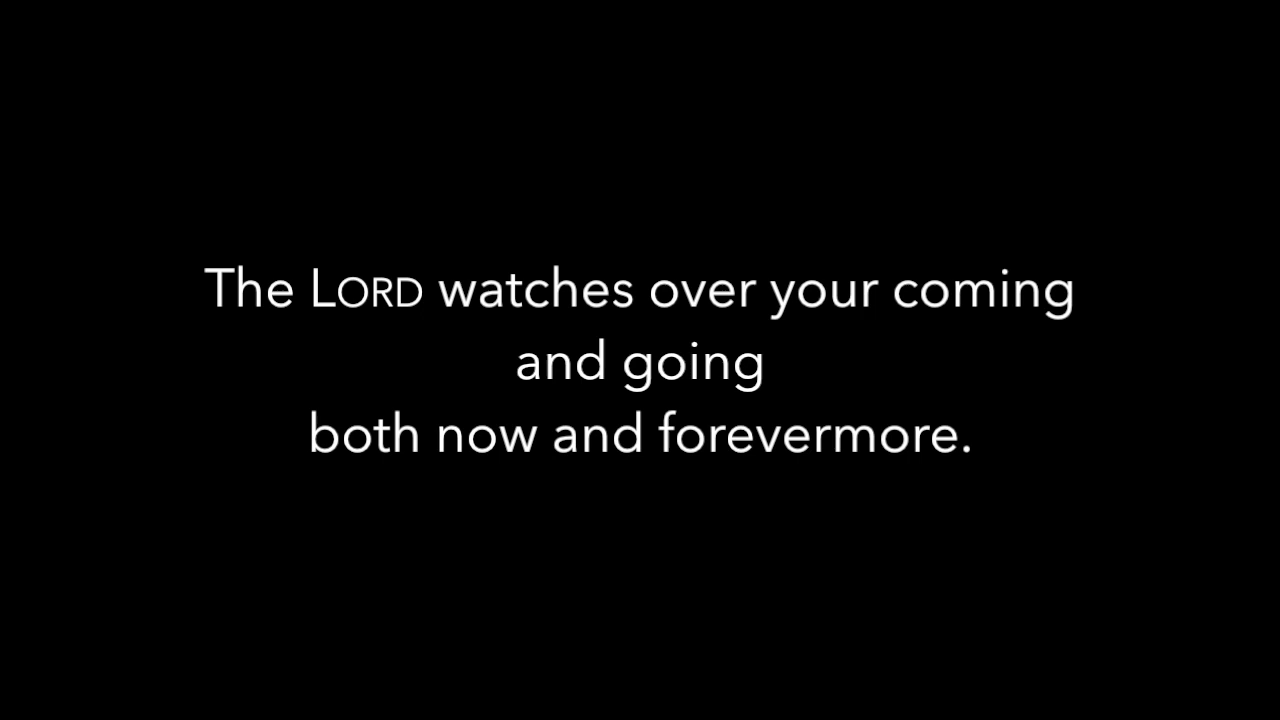 The LORD watches over your coming
and going
both now and forevermore.